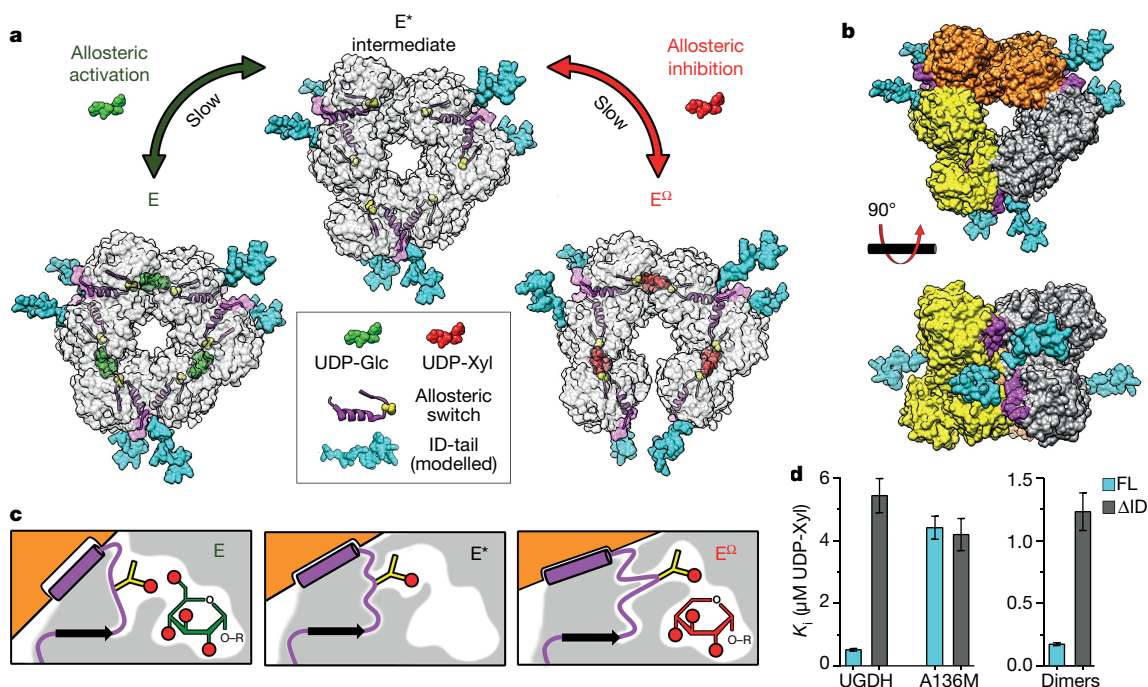 a
E*
intermediate
Allosteric
activation
Slow
E
Allosteric
inhibition
Slow
EΩ
UDP-Glc
UDP-Xyl
Allosteric
switch
ID-tail
(modelled)
b
90°
c
E
O
O–R
E*
EΩ
O
O–R
d
Ki (μM UDP-Xyl)
6
4
2
0
UGDH
A136M
1.5
1.0
0.5
0.0
Dimers
FL
ΔID